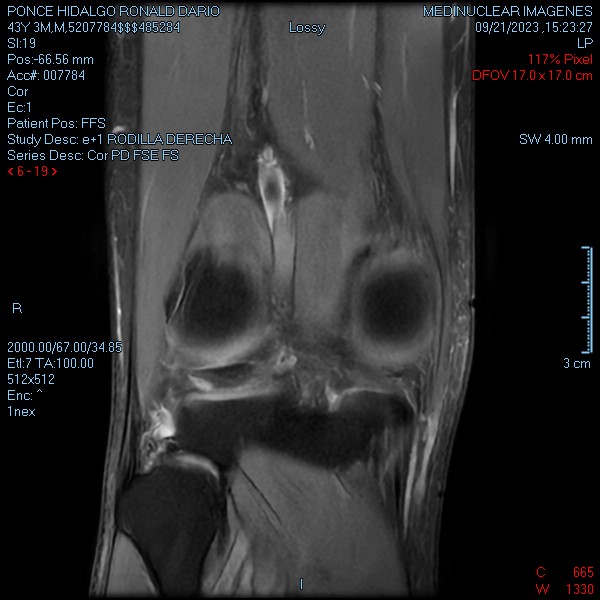 PONCE HIDALGO RONALD DARIO
43Y 3M,M,5207784$$$485284
Sl:19
Pos:-66.56 mm
Acc#: 007784
Cor
Ec:1
Patient Pos: FFS
Study Desc: e+1 RODILLA DERECHA
Series Desc: Cor PD FSE FS
< 6 - 19 >
Lossy
MEDINUCLEAR IMAGENES
09/21/2023 ,15:23:27
LP
117% Pixel
DFOV 17.0 x 17.0 cm
SW 4.00 mm
R
3 cm
2000.00/67.00/34.85
Etl:7 TA:100.00
512x512
Enc: ^
1nex
I
C 665
W 1330